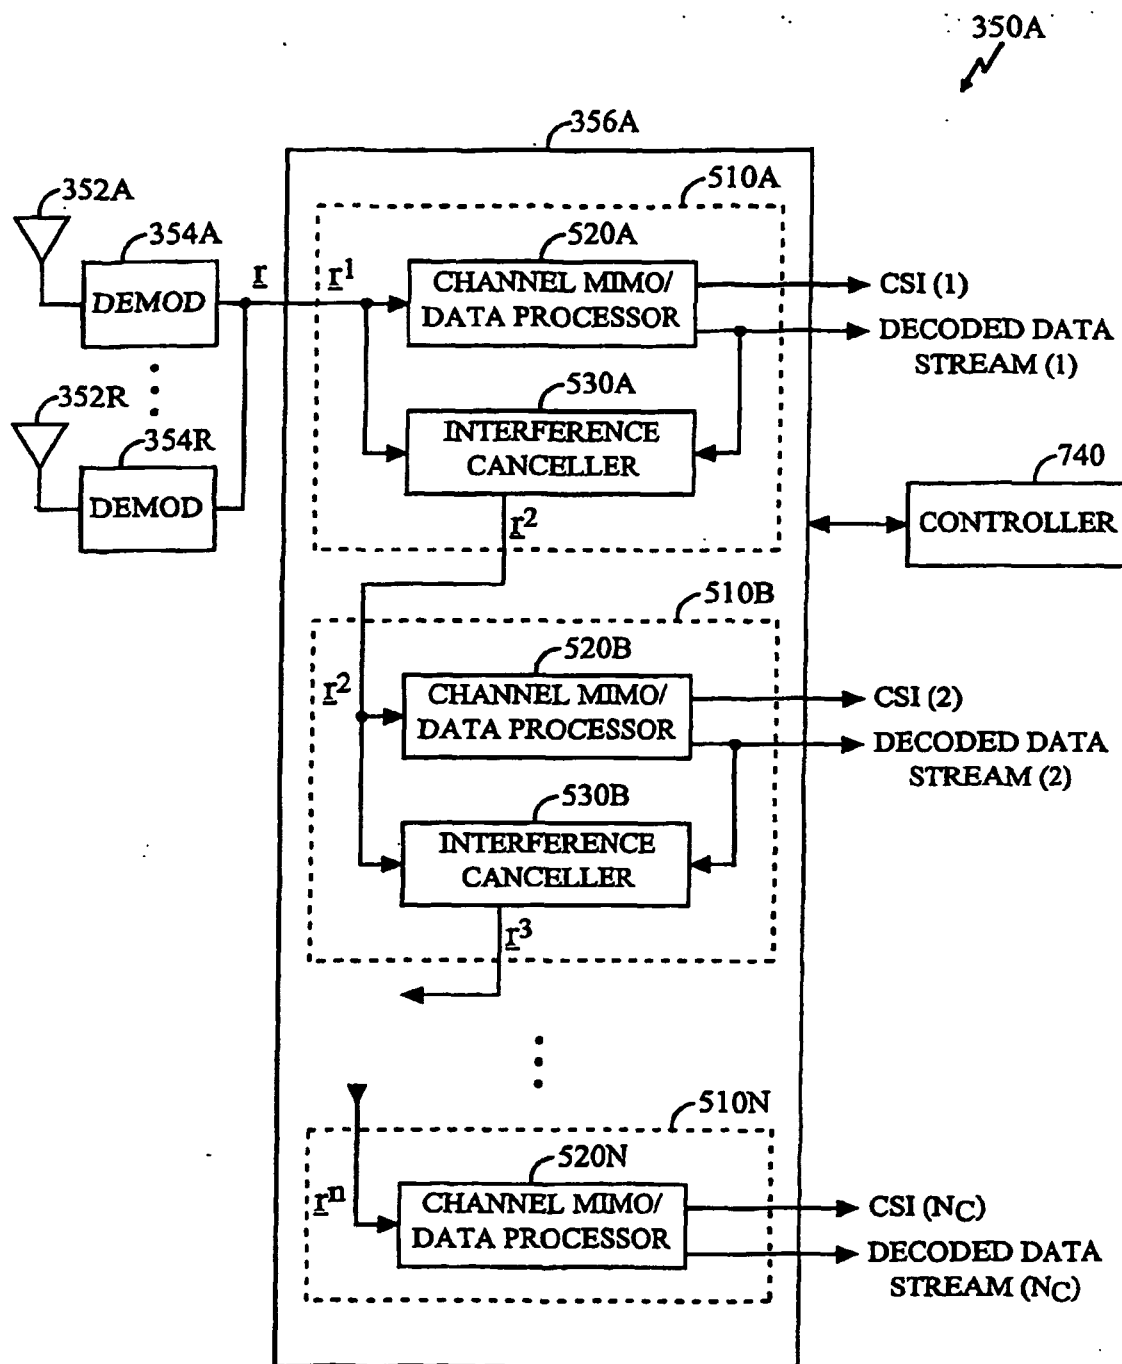 350A
356A
510A
352A
354A
DEMOD
r
r¹
520A
CHANNEL MIMO/
DATA PROCESSOR
CSI (1)
DECODED DATA
STREAM (1)
352R
354R
DEMOD
530A
INTERFERENCE
CANCELLER
r²
740
CONTROLLER
510B
520B
r²
CHANNEL MIMO/
DATA PROCESSOR
CSI (2)
DECODED DATA
STREAM (2)
530B
INTERFERENCE
CANCELLER
r³
510N
520N
rⁿ
CHANNEL MIMO/
DATA PROCESSOR
CSI (NC)
DECODED DATA
STREAM (NC)